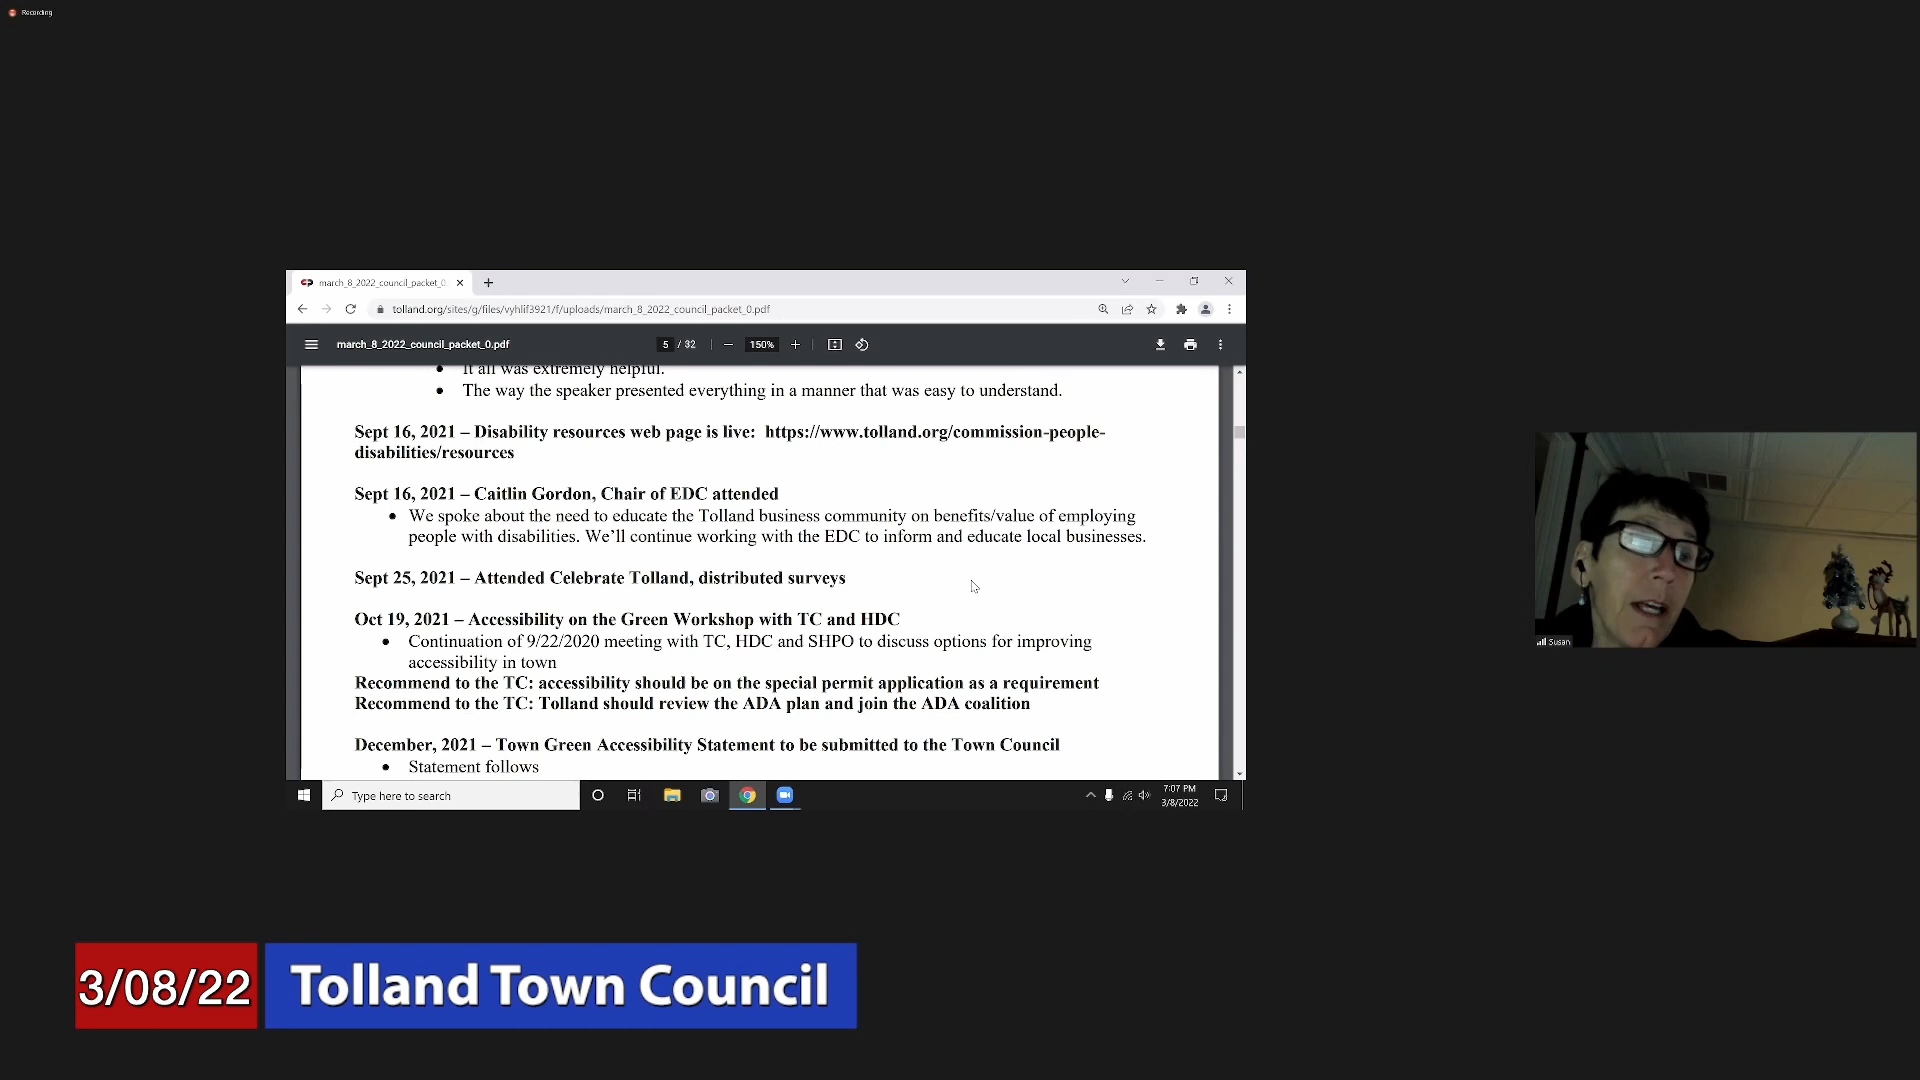 Recording
march_8_2022_council_packet_0.
tolland.org/sites/g/files/vyhlif3921/f/uploads/march_8_2022_council_packet_0.pdf
march_8_2022_council_packet_0.pdf
5 / 32
150%
It all was extremely helpful.
• The way the speaker presented everything in a manner that was easy to understand.
Sept 16, 2021 – Disability resources web page is live: https://www.tolland.org/commission-people-
disabilities/resources
Sept 16, 2021 – Caitlin Gordon, Chair of EDC attended
• We spoke about the need to educate the Tolland business community on benefits/value of employing
people with disabilities. We’ll continue working with the EDC to inform and educate local businesses.
Sept 25, 2021 – Attended Celebrate Tolland, distributed surveys
Oct 19, 2021 – Accessibility on the Green Workshop with TC and HDC
• Continuation of 9/22/2020 meeting with TC, HDC and SHPO to discuss options for improving
accessibility in town
Recommend to the TC: accessibility should be on the special permit application as a requirement
Recommend to the TC: Tolland should review the ADA plan and join the ADA coalition
December, 2021 – Town Green Accessibility Statement to be submitted to the Town Council
• Statement follows
Type here to search
7:07 PM
3/8/2022
Susan
3/08/22
Tolland Town Council